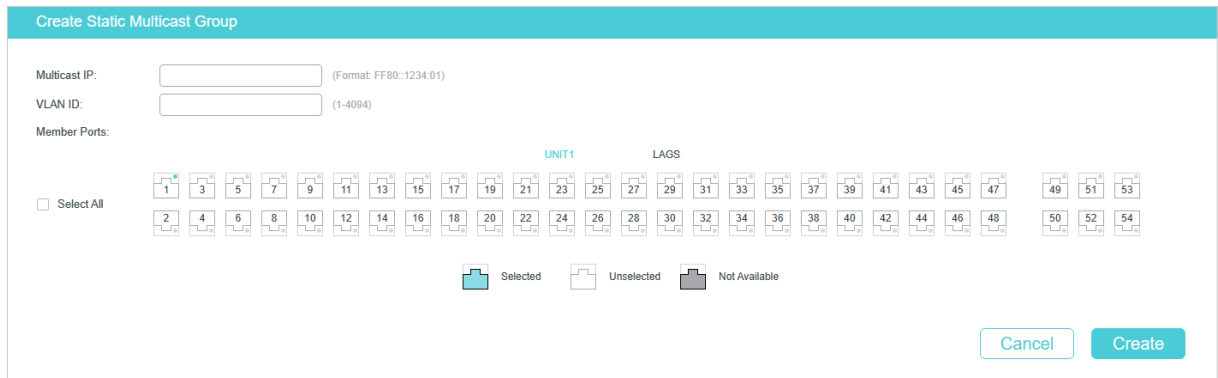 Create Static Multicast Group
Multicast IP: (Format: FF80::1234:01)
VLAN ID: (1-4094)
Member Ports:
UNIT1 LAGS
1 3 5 7 9 11 13 15 17 19 21 23 25 27 29 31 33 35 37 39 41 43 45 47 49 51 53
Select All
2 4 6 8 10 12 14 16 18 20 22 24 26 28 30 32 34 36 38 40 42 44 46 48 50 52 54
Selected Unselected Not Available
Cancel Create